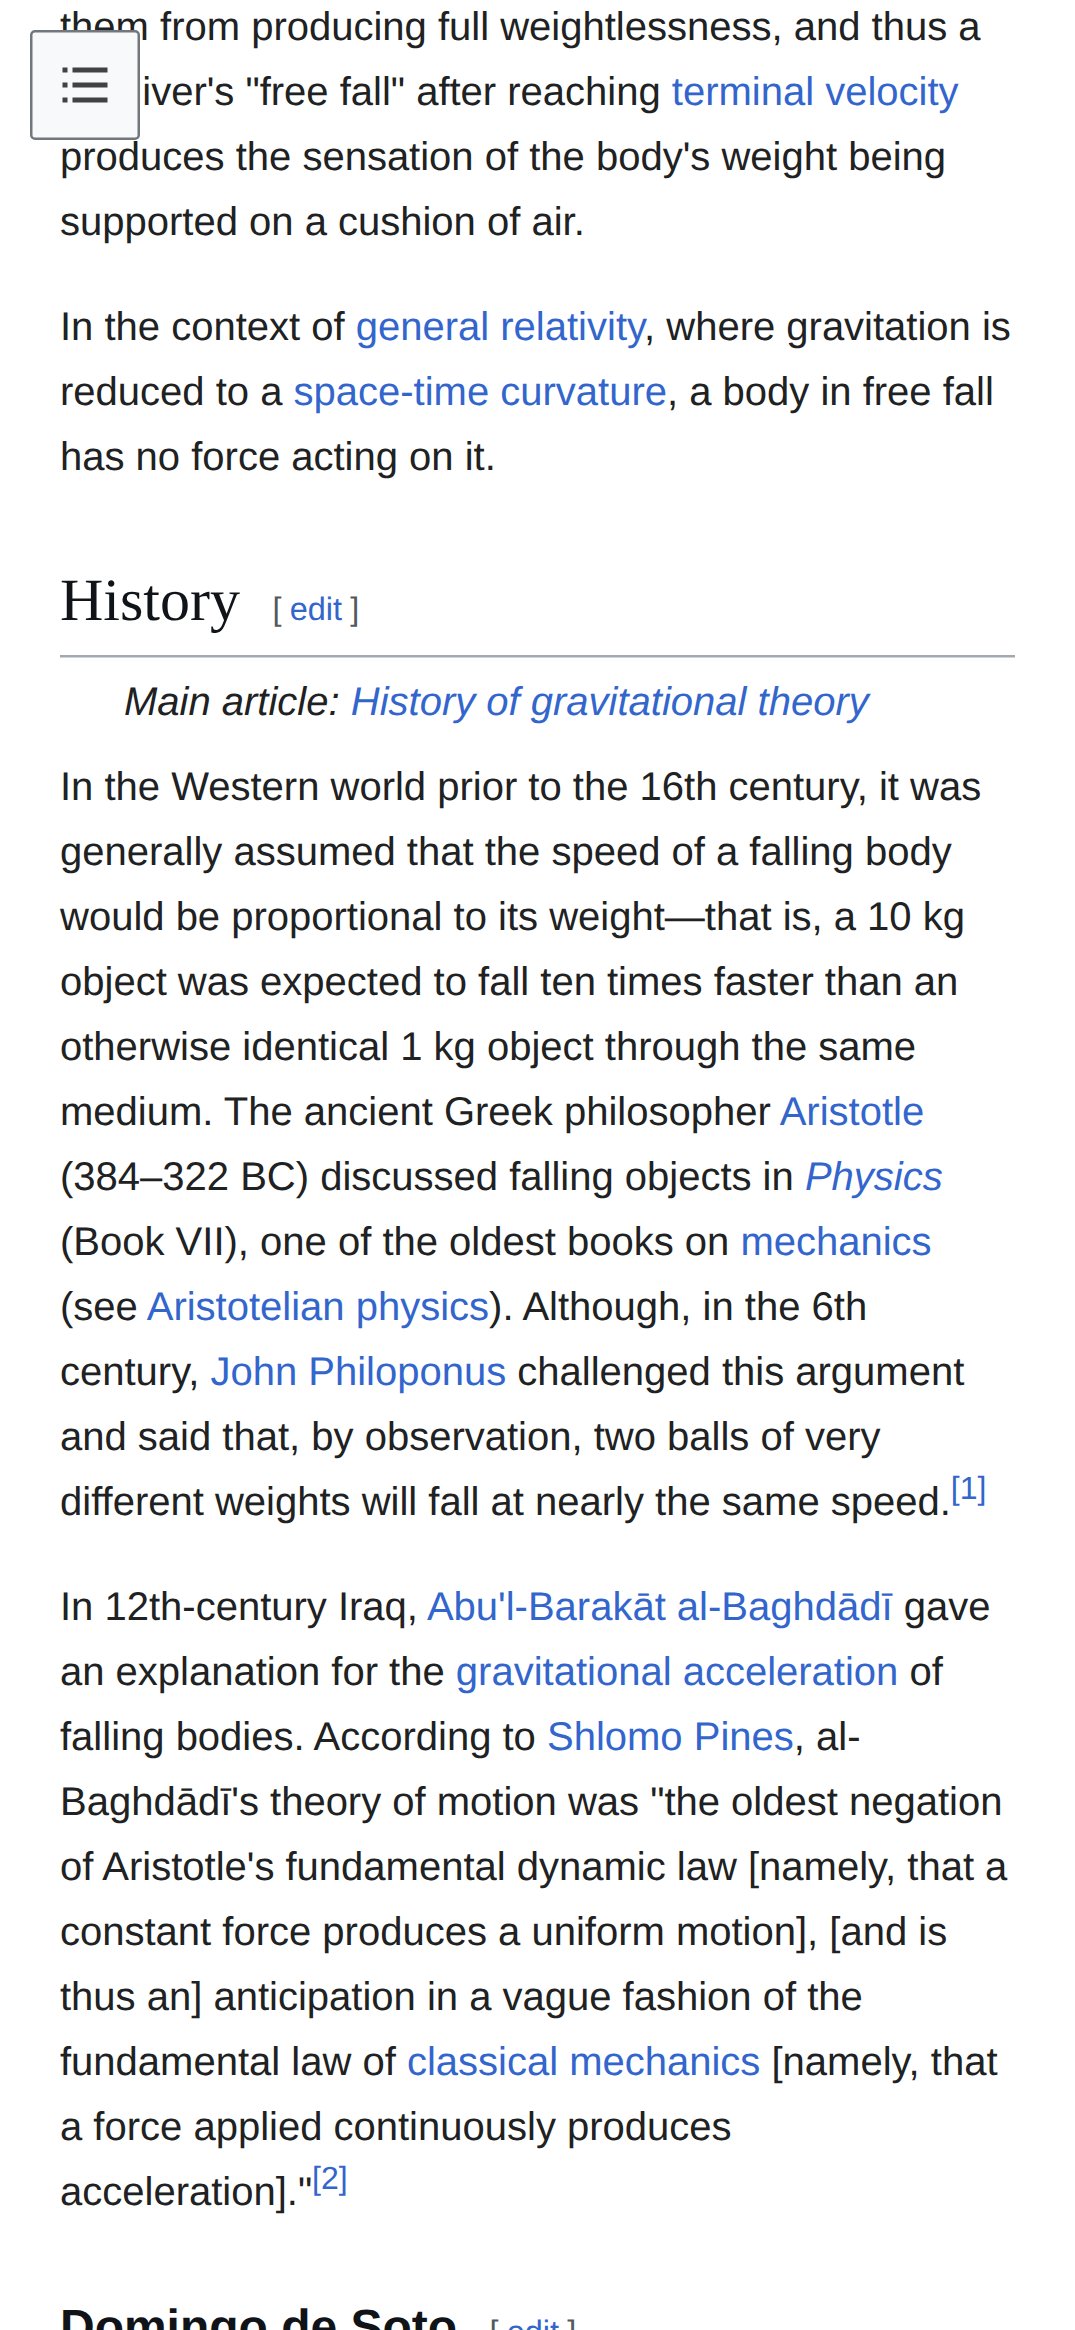 them from producing full weightlessness, and thus a
iver's "free fall" after reaching terminal velocity
produces the sensation of the body's weight being
supported on a cushion of air.
In the context of general relativity, where gravitation is
reduced to a space-time curvature, a body in free fall
has no force acting on it.
History [ edit ]
Main article: History of gravitational theory
In the Western world prior to the 16th century, it was
generally assumed that the speed of a falling body
would be proportional to its weight—that is, a 10 kg
object was expected to fall ten times faster than an
otherwise identical 1 kg object through the same
medium. The ancient Greek philosopher Aristotle
(384–322 BC) discussed falling objects in Physics
(Book VII), one of the oldest books on mechanics
(see Aristotelian physics). Although, in the 6th
century, John Philoponus challenged this argument
and said that, by observation, two balls of very
different weights will fall at nearly the same speed.[1]
In 12th-century Iraq, Abu'l-Barakāt al-Baghdādī gave
an explanation for the gravitational acceleration of
falling bodies. According to Shlomo Pines, al-
Baghdādī's theory of motion was "the oldest negation
of Aristotle's fundamental dynamic law [namely, that a
constant force produces a uniform motion], [and is
thus an] anticipation in a vague fashion of the
fundamental law of classical mechanics [namely, that
a force applied continuously produces
acceleration]."[2]
Domingo de Soto [ edit ]